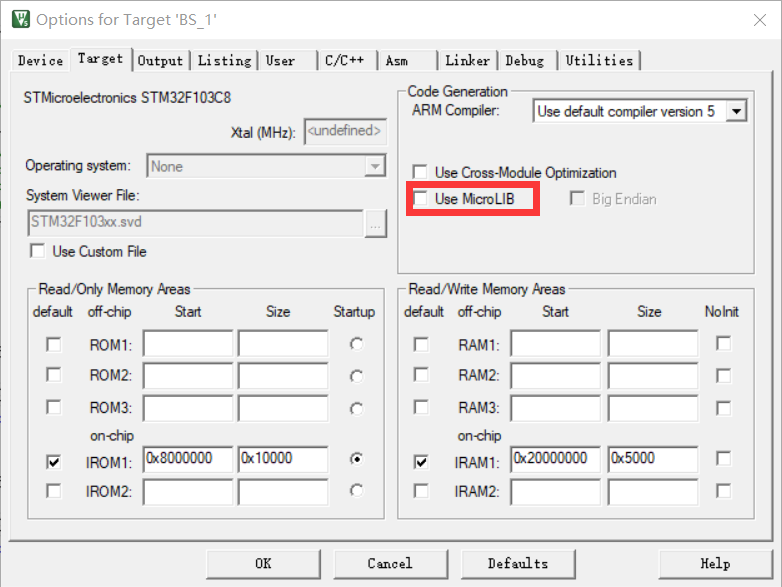 Options for Target 'BS_1'
Device Target Output Listing User C/C++ Asm Linker Debug Utilities
STMicroelectronics STM32F103C8
Xtal (MHz): <undefined>
Operating system: None
System Viewer File:
STM32F103xx.svd ...
Use Custom File
Code Generation
ARM Compiler: Use default compiler version 5
Use Cross-Module Optimization
Use MicroLIB Big Endian
Read/Only Memory Areas
default off-chip Start Size Startup
ROM1:
ROM2:
ROM3:
on-chip
IROM1: 0x8000000 0x10000
IROM2:
Read/Write Memory Areas
default off-chip Start Size NoInit
RAM1:
RAM2:
RAM3:
on-chip
IRAM1: 0x20000000 0x5000
IRAM2:
OK Cancel Defaults Help